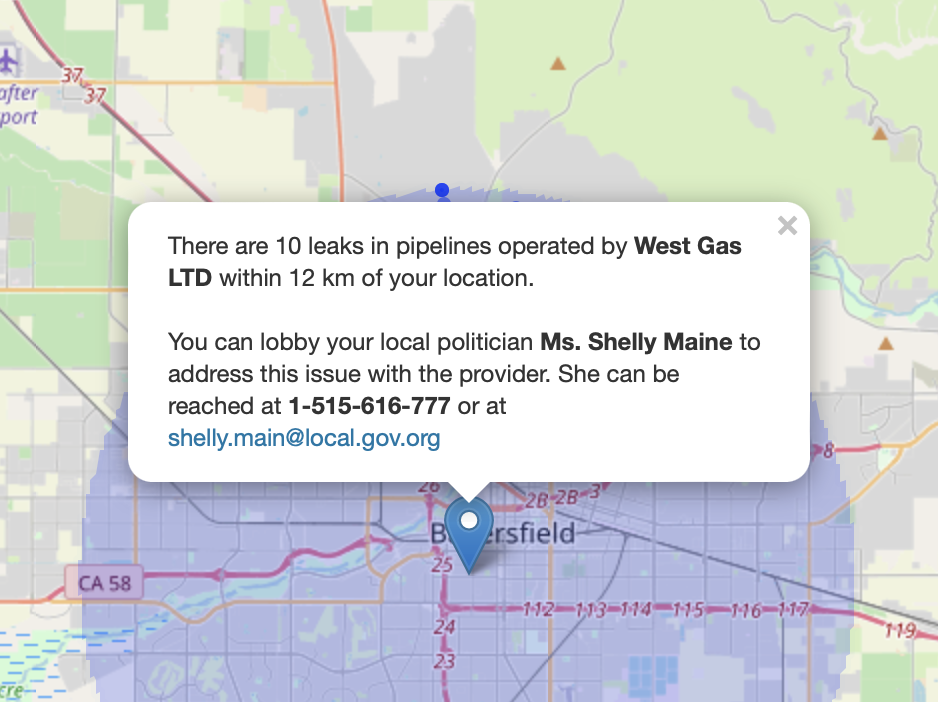 37
37
after
port
There are 10 leaks in pipelines operated by West Gas
LTD within 12 km of your location.
You can lobby your local politician Ms. Shelly Maine to
address this issue with the provider. She can be
reached at 1-515-616-777 or at
shelly.main@local.gov.org
8
26
2B 2B 3
25
CA 58
112 113 114 115 116 117
119
24
23
cre